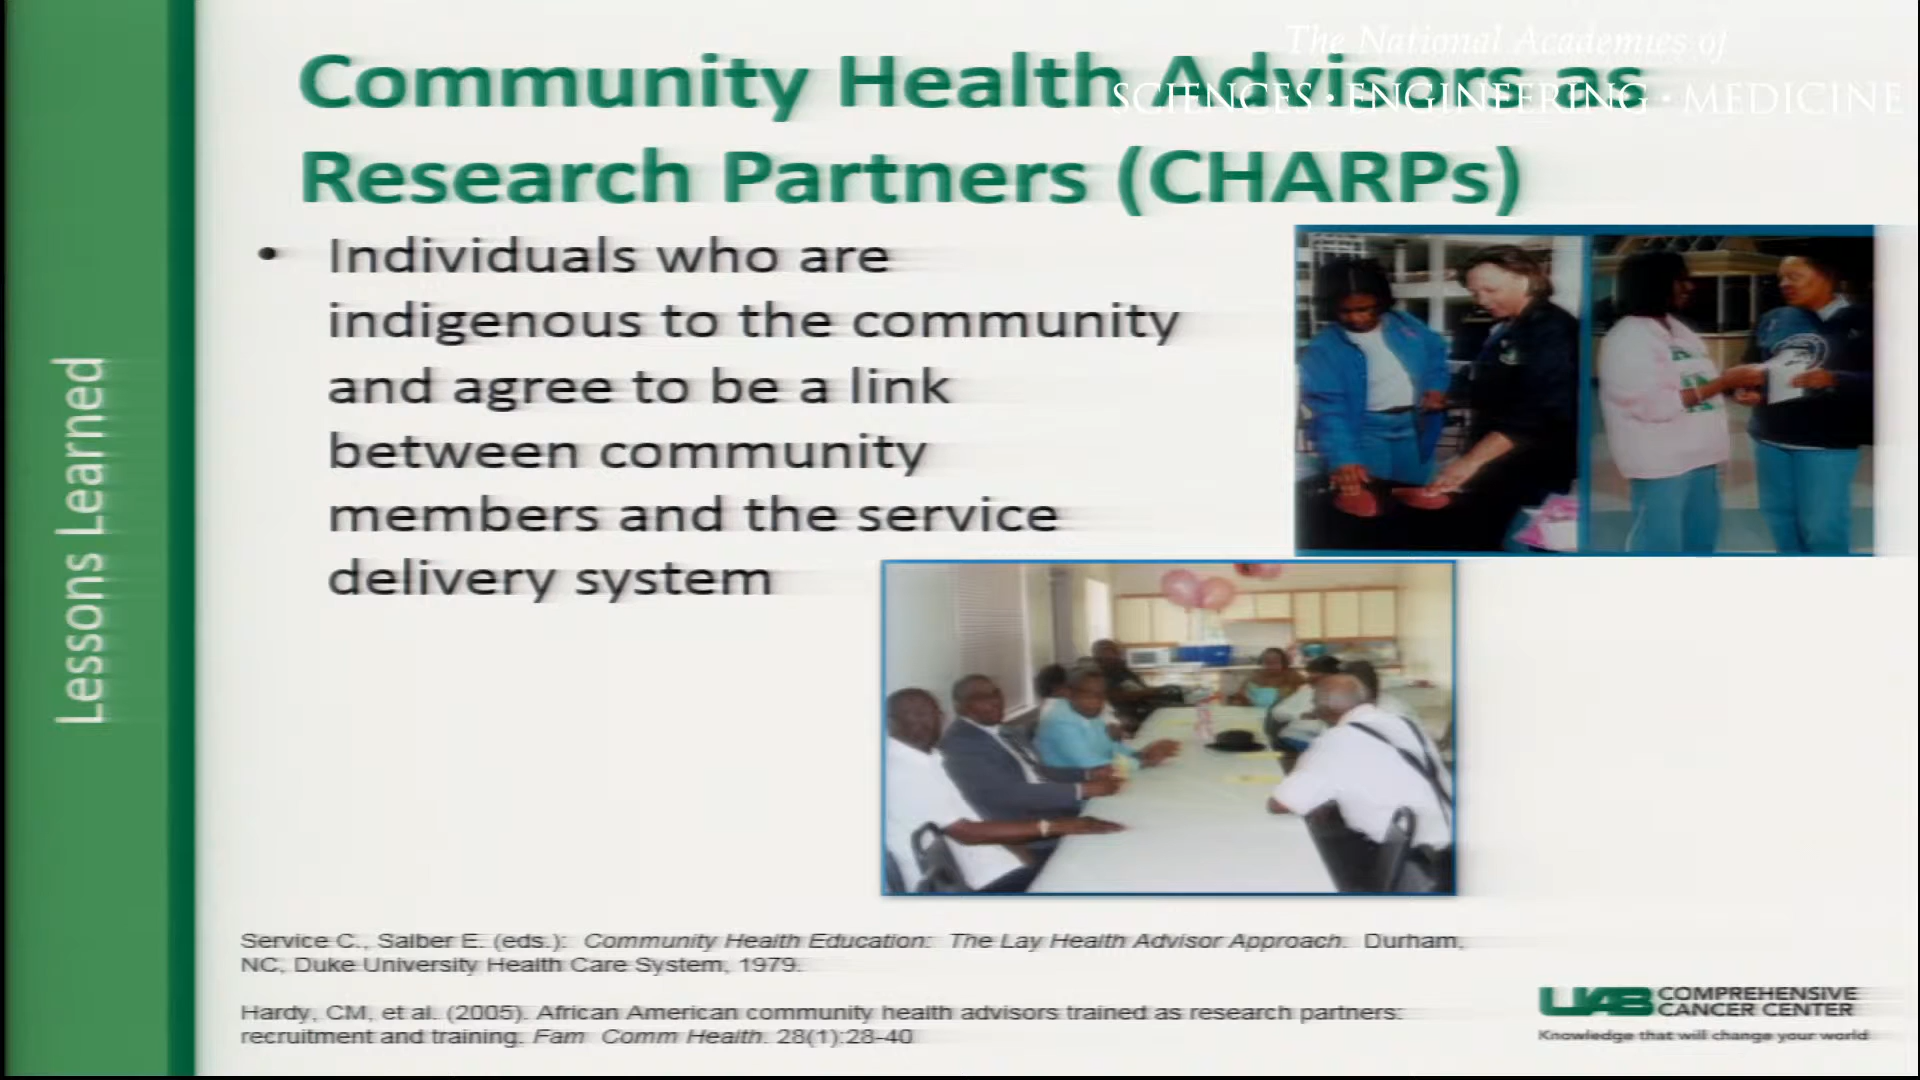 The National Academies of
SCIENCES • ENGINEERING • MEDICINE
Community Health Advisors as
Research Partners (CHARPs)
Lessons Learned
• Individuals who are
indigenous to the community
and agree to be a link
between community
members and the service
delivery system
Service C., Salber E. (eds.): Community Health Education: The Lay Health Advisor Approach. Durham,
NC, Duke University Health Care System, 1979.
Hardy, CM, et al. (2005). African American community health advisors trained as research partners:
recruitment and training. Fam Comm Health. 28(1):28-40
UAB COMPREHENSIVE
CANCER CENTER
Knowledge that will change your world